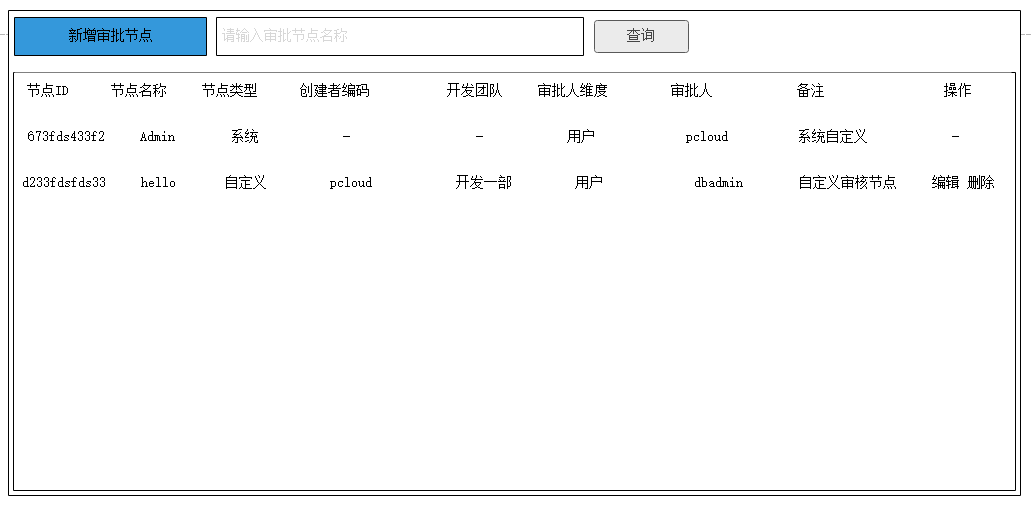 新增审批节点 请输入审批节点名称 查询
节点ID 节点名称 节点类型 创建者编码 开发团队 审批人维度 审批人 备注 操作
673fds433f2 Admin 系统 - - 用户 pcloud 系统自定义 -
d233fdsfds33 hello 自定义 pcloud 开发一部 用户 dbadmin 自定义审核节点 编辑 删除